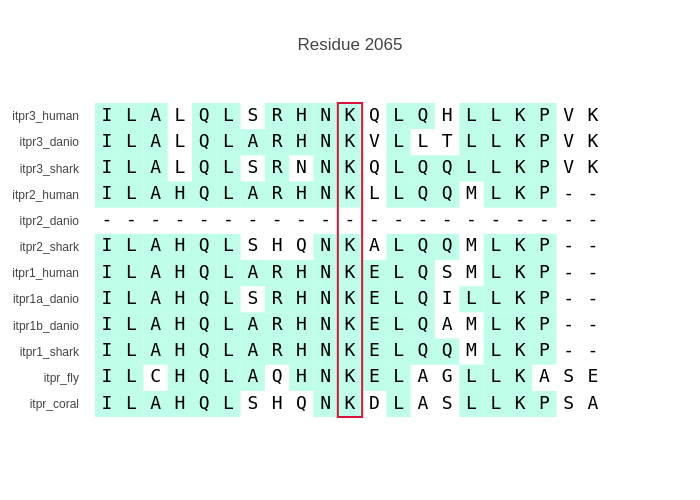 Residue 2065
itpr3_human I L A L Q L S R H N K Q L Q H L L K P V K
itpr3_danio I L A L Q L A R H N K V L L T L L K P V K
itpr3_shark I L A L Q L S R N N K Q L Q Q L L K P V K
itpr2_human I L A H Q L A R H N K L L Q Q M L K P - -
itpr2_danio - - - - - - - - - - - - - - - - - - - - -
itpr2_shark I L A H Q L S H Q N K A L Q Q M L K P - -
itpr1_human I L A H Q L A R H N K E L Q S M L K P - -
itpr1a_danio I L A H Q L S R H N K E L Q I L L K P - -
itpr1b_danio I L A H Q L A R H N K E L Q A M L K P - -
itpr1_shark I L A H Q L A R H N K E L Q Q M L K P - -
itpr_fly I L C H Q L A Q H N K E L A G L L K A S E
itpr_coral I L A H Q L S H Q N K D L A S L L K P S A